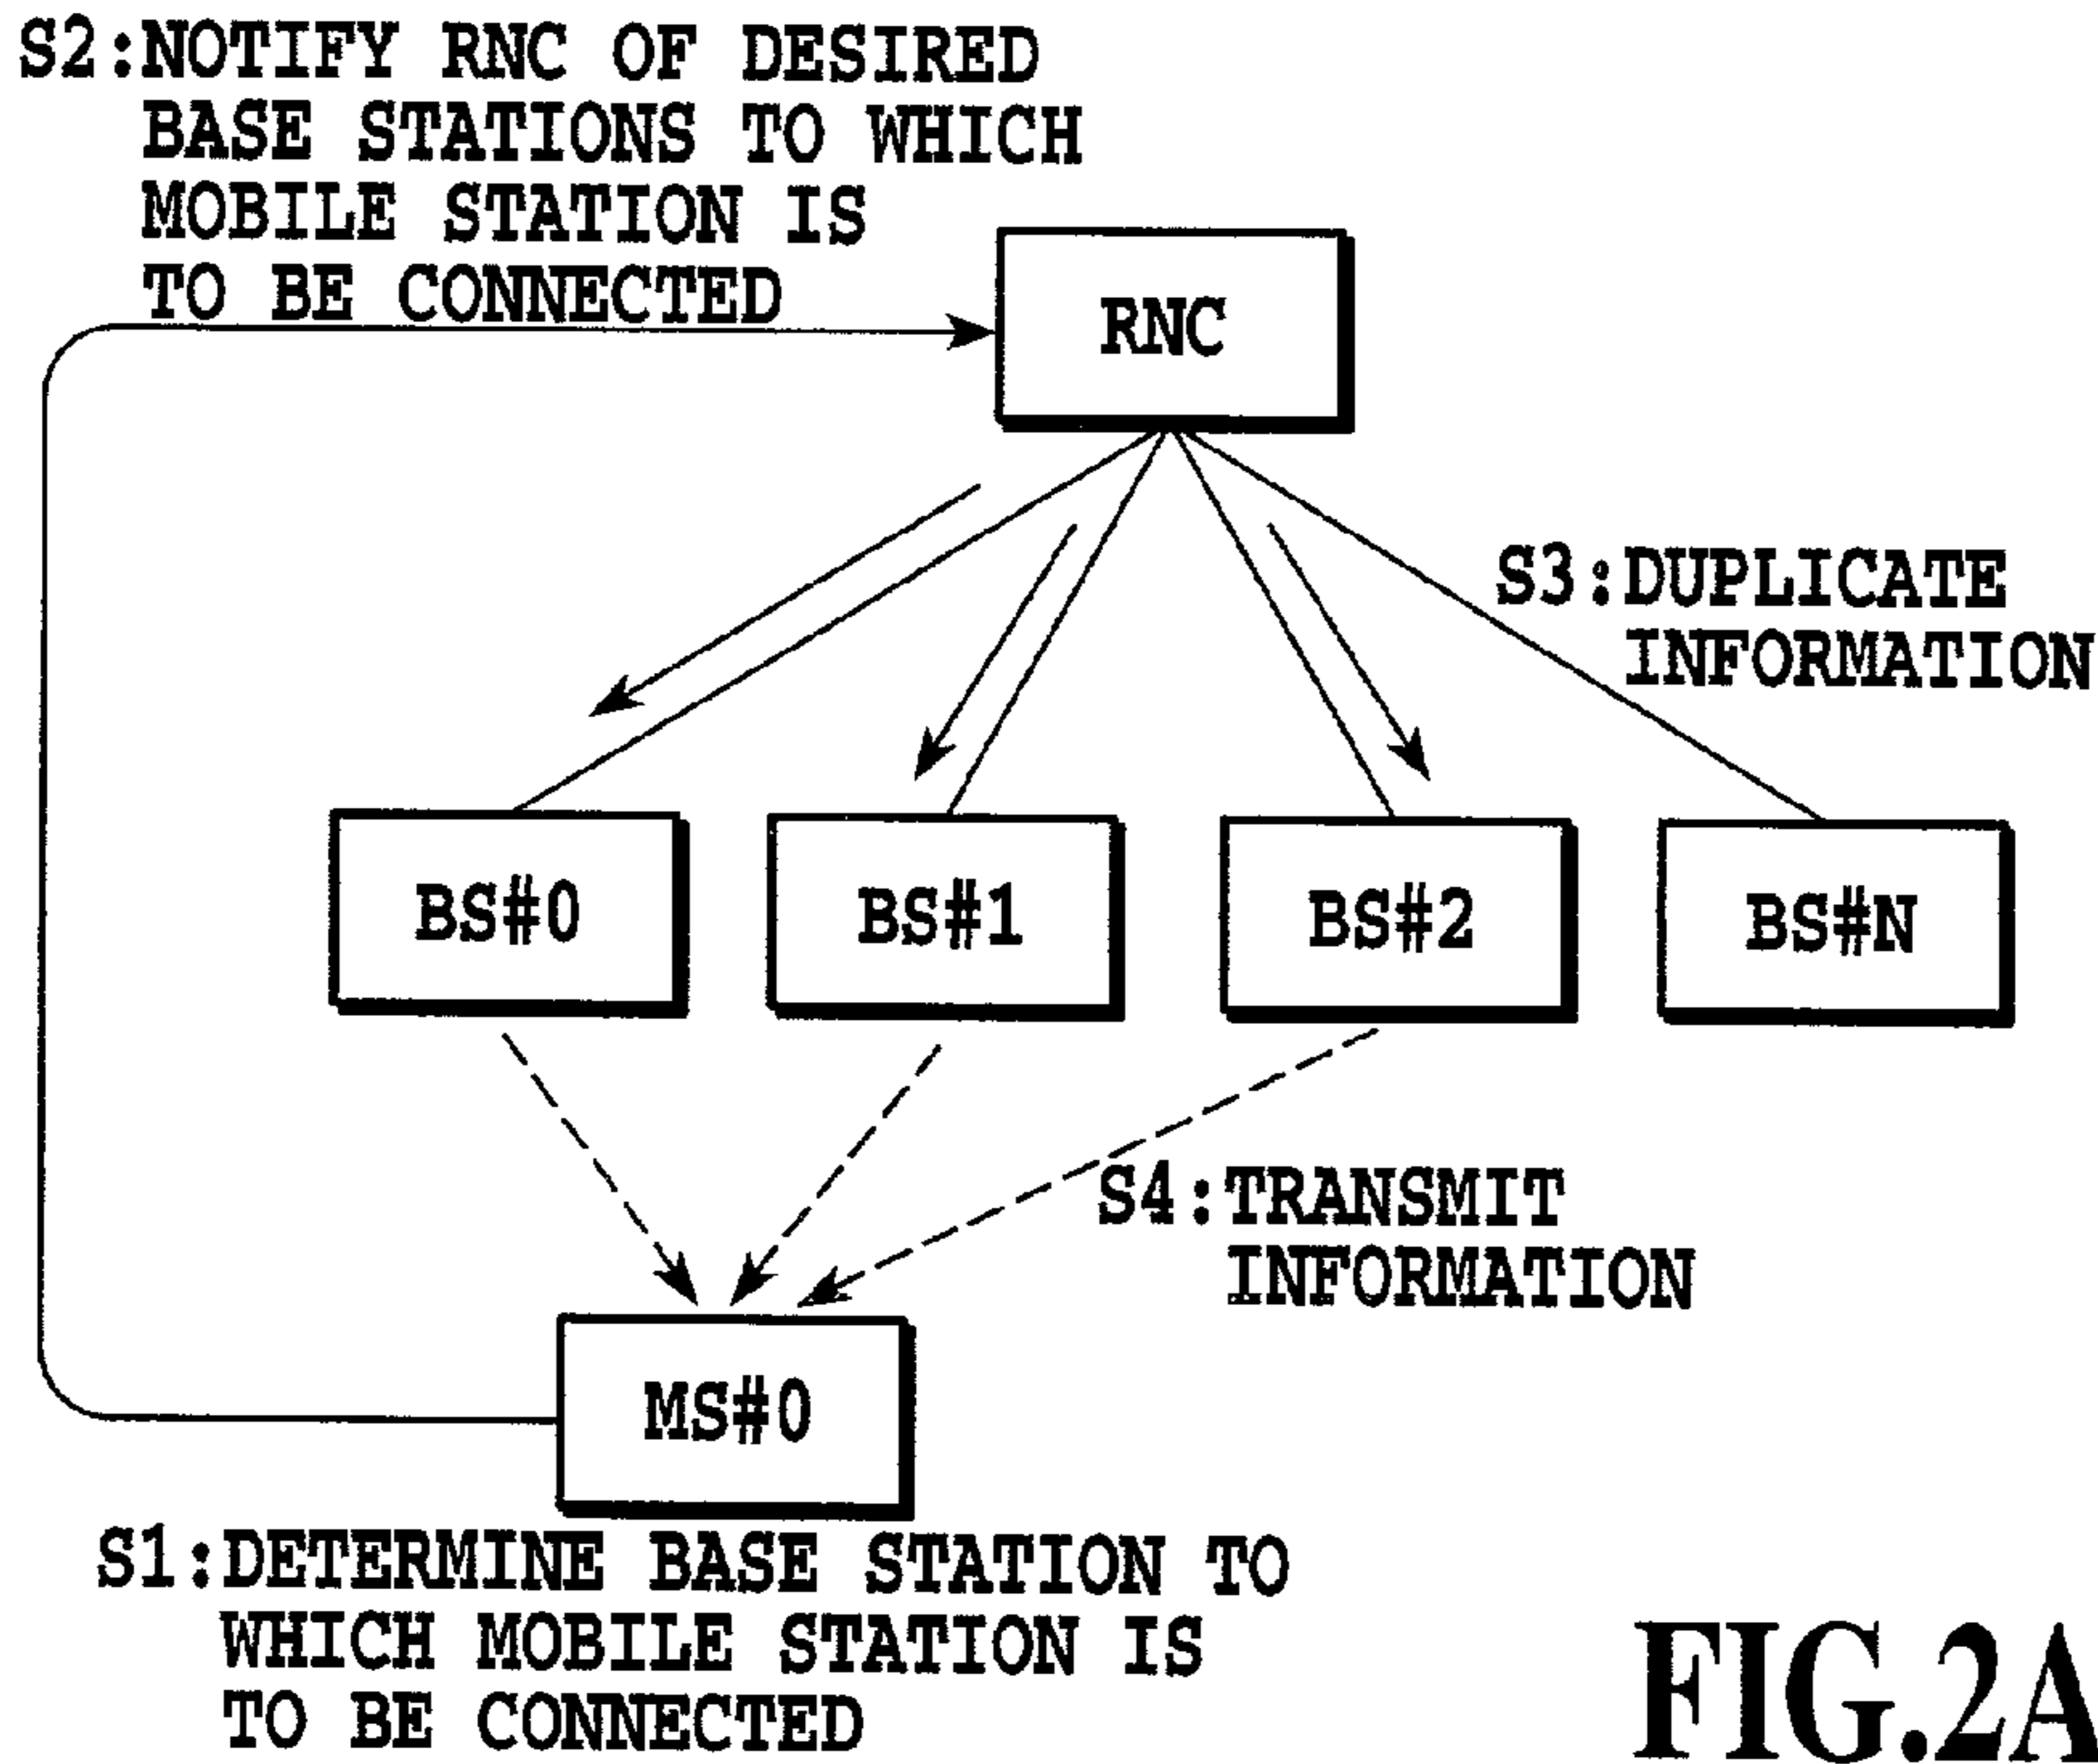 S2:NOTIFY RNC OF DESIRED
BASE STATIONS TO WHICH
MOBILE STATION IS
TO BE CONNECTED
RNC
S3:DUPLICATE
INFORMATION
BS#0
BS#1
BS#2
BS#N
S4:TRANSMIT
INFORMATION
MS#0
S1:DETERMINE BASE STATION TO
WHICH MOBILE STATION IS
TO BE CONNECTED
FIG.2A